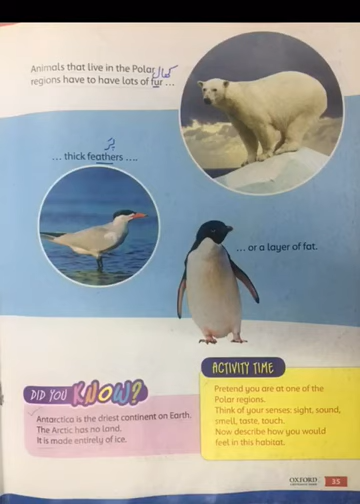 Animals that live in the Polar
regions have to have lots of fur ...
... thick feathers ....
پر
... or a layer of fat.
DID YOU KNOW?
Antarctica is the driest continent on Earth.
The Arctic has no land.
It is made entirely of ice.
ACTIVITY TIME
Pretend you are at one of the
Polar regions.
Think of your senses: sight, sound,
smell, taste, touch.
Now describe how you would
feel in this habitat.
OXFORD
35